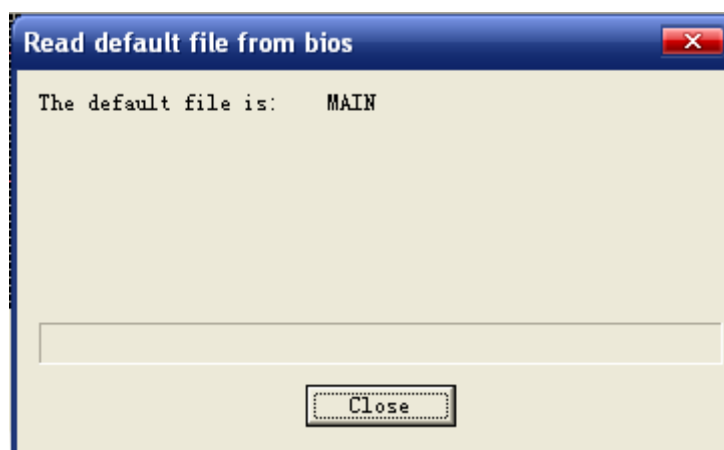 Read default file from bios
The default file is: MAIN
Close